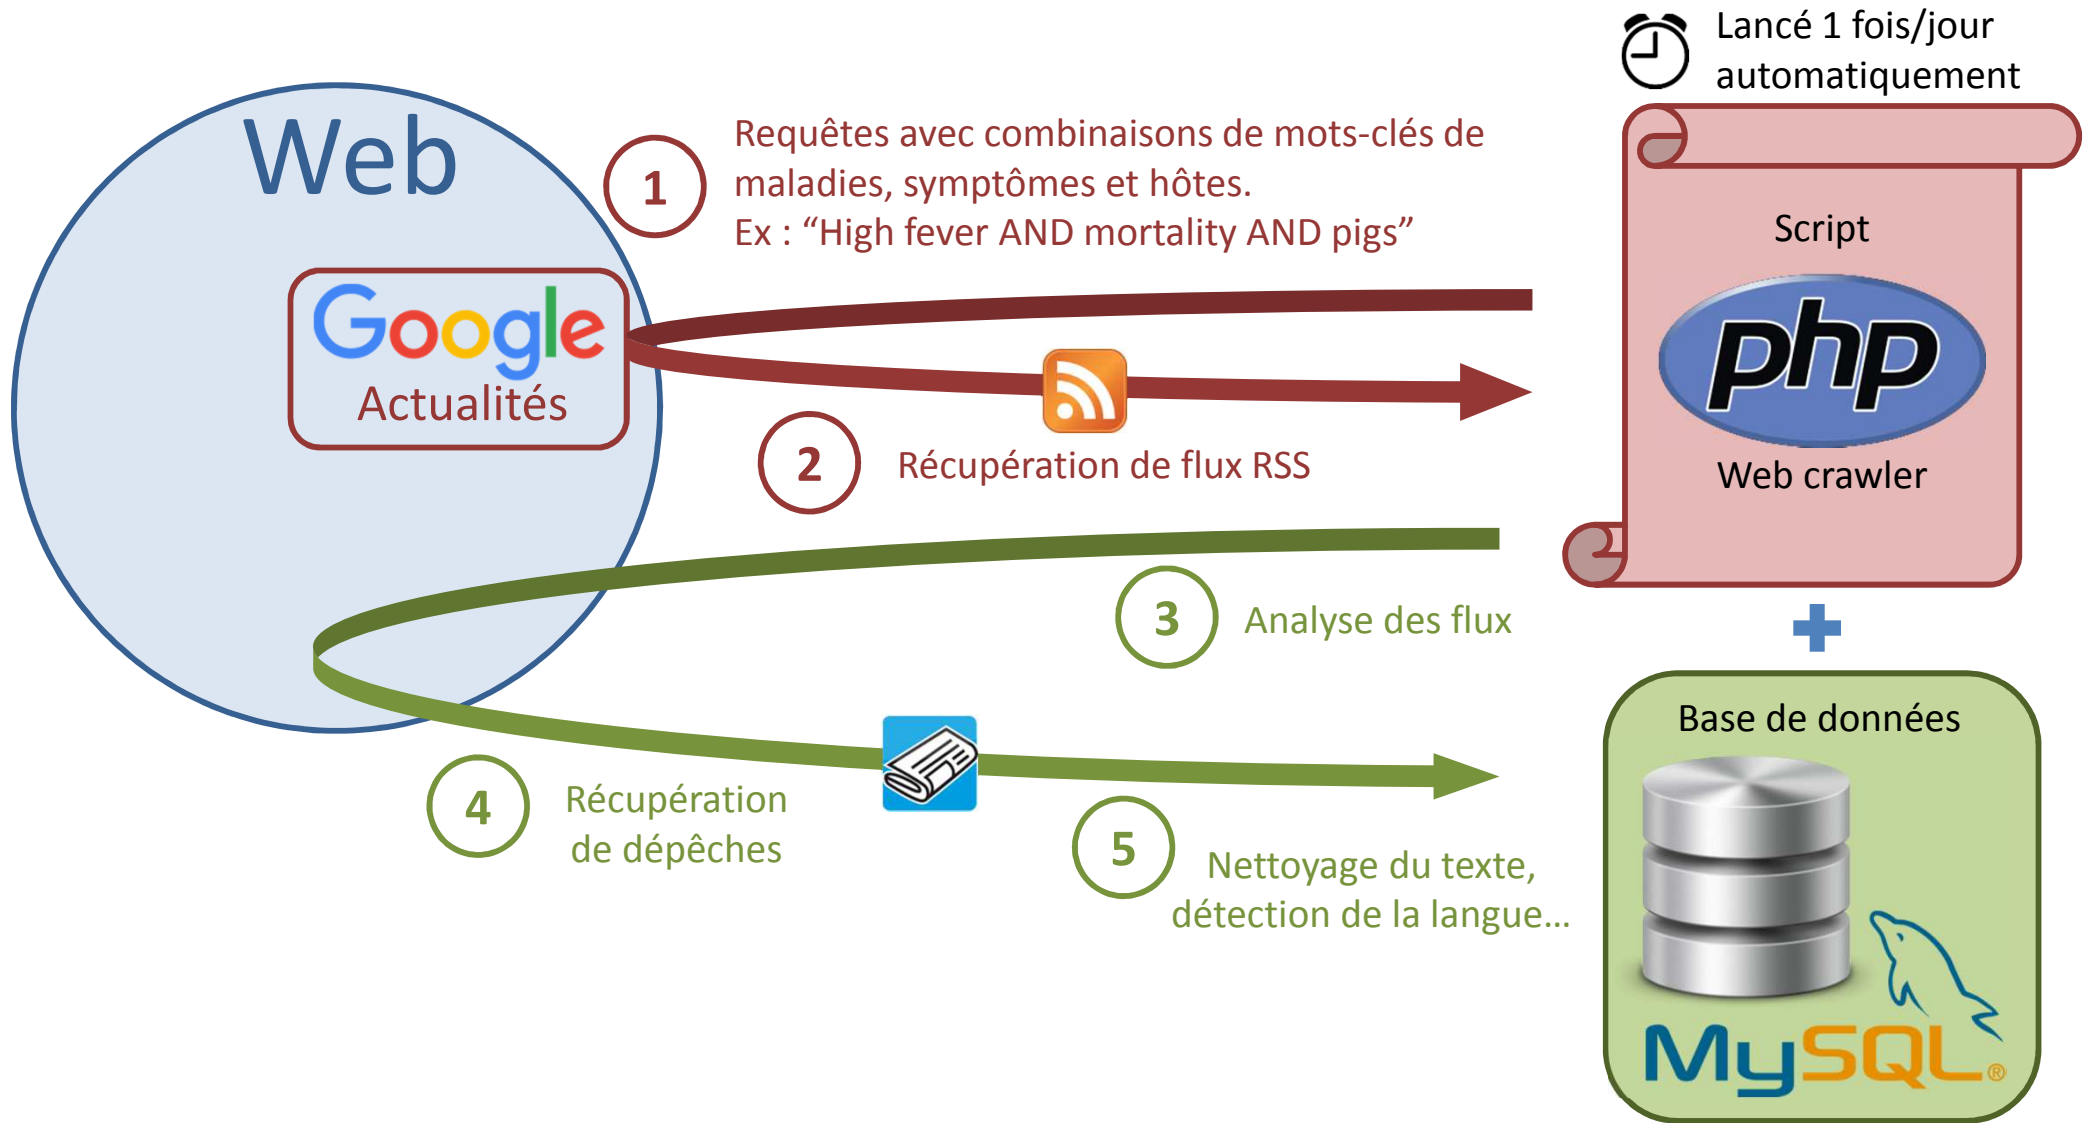 Lancé 1 fois/jour
automatiquement
Web
1
Requêtes avec combinaisons de mots-clés de
maladies, symptômes et hôtes.
Ex : “High fever AND mortality AND pigs”
Google
Actualités
2
Récupération de flux RSS
Script
php
Web crawler
3
Analyse des flux
4
Récupération
de dépêches
5
Nettoyage du texte,
détection de la langue...
Base de données
MySQL®